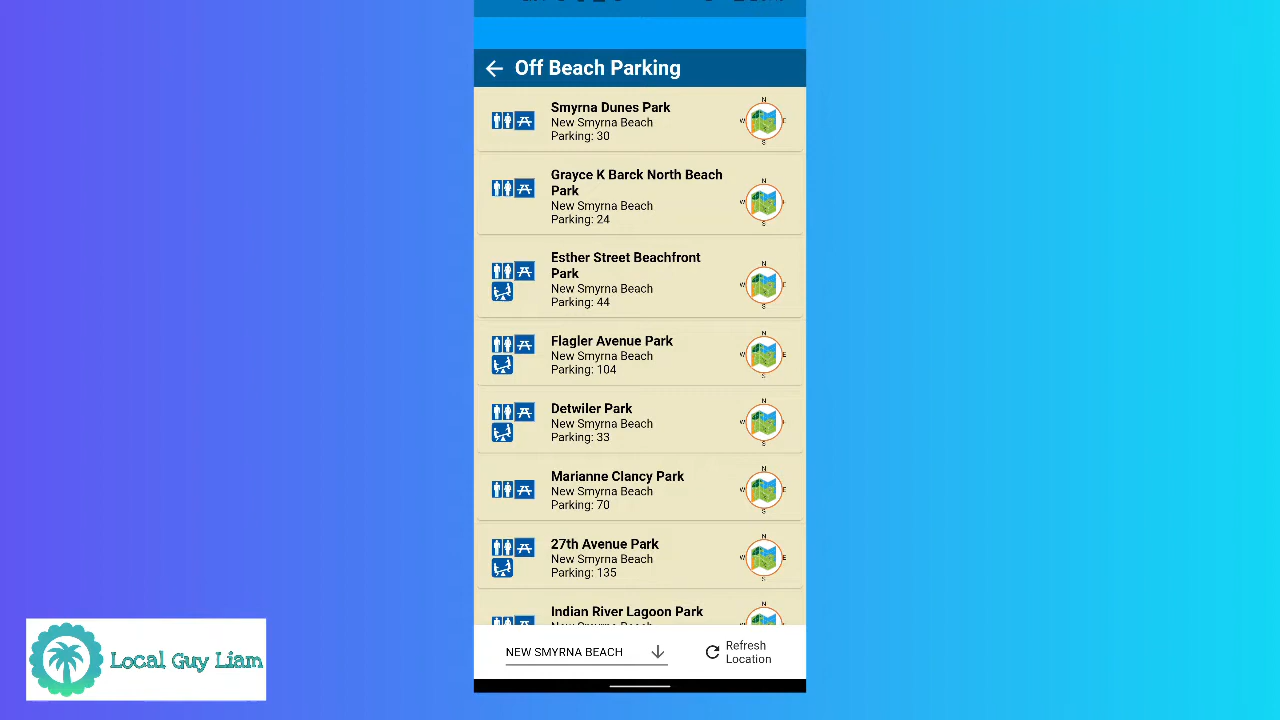 Off Beach Parking
Smyrna Dunes Park
New Smyrna Beach
Parking: 30
Grayce K Barck North Beach
Park
New Smyrna Beach
Parking: 24
Esther Street Beachfront
Park
New Smyrna Beach
Parking: 44
Flagler Avenue Park
New Smyrna Beach
Parking: 104
Detwiler Park
New Smyrna Beach
Parking: 33
Marianne Clancy Park
New Smyrna Beach
Parking: 70
27th Avenue Park
New Smyrna Beach
Parking: 135
Indian River Lagoon Park
NEW SMYRNA BEACH
Refresh
Location
Local Guy Liam